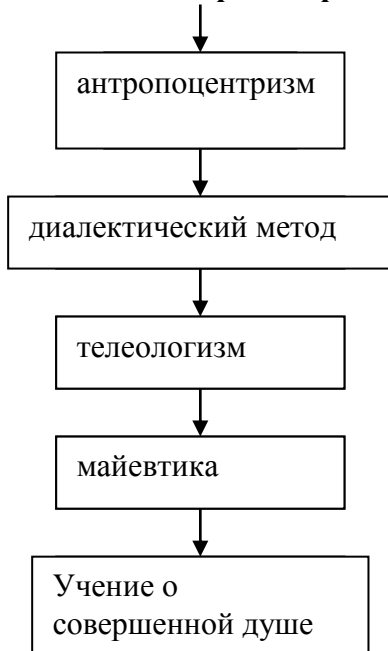 антропоцентризм
диалектический метод
телеологизм
майевтика
Учение о
совершенной душе